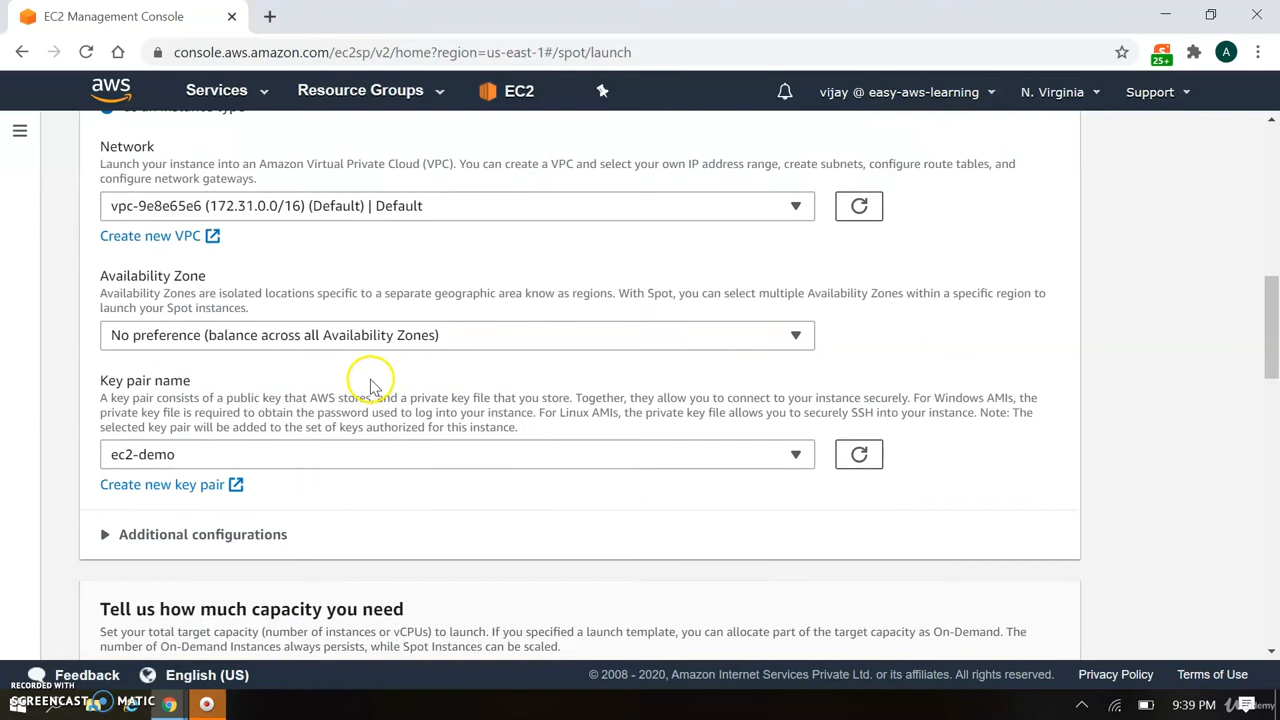 EC2 Management Console
console.aws.amazon.com/ec2sp/v2/home?region=us-east-1#/spot/launch
25+
A
aws
Services
Resource Groups
EC2
vijay @ easy-aws-learning
N. Virginia
Support
as an instance type
Network
Launch your instance into an Amazon Virtual Private Cloud (VPC). You can create a VPC and select your own IP address range, create subnets, configure route tables, and
configure network gateways.
vpc-9e8e65e6 (172.31.0.0/16) (Default) | Default
Create new VPC
Availability Zone
Availability Zones are isolated locations specific to a separate geographic area know as regions. With Spot, you can select multiple Availability Zones within a specific region to
launch your Spot instances.
No preference (balance across all Availability Zones)
Key pair name
A key pair consists of a public key that AWS stores and a private key file that you store. Together, they allow you to connect to your instance securely. For Windows AMIs, the
private key file is required to obtain the password used to log into your instance. For Linux AMIs, the private key file allows you to securely SSH into your instance. Note: The
selected key pair will be added to the set of keys authorized for this instance.
ec2-demo
Create new key pair
Additional configurations
Tell us how much capacity you need
Set your total target capacity (number of instances or vCPUs) to launch. If you specified a launch template, you can allocate part of the target capacity as On-Demand. The
number of On-Demand Instances always persists, while Spot Instances can be scaled.
Feedback
English (US)
© 2008 - 2020, Amazon Internet Services Private Ltd. or its affiliates. All rights reserved.
Privacy Policy
Terms of Use
RECORDED WITH
SCREENCAST MATIC
9:39 PM
Udemy